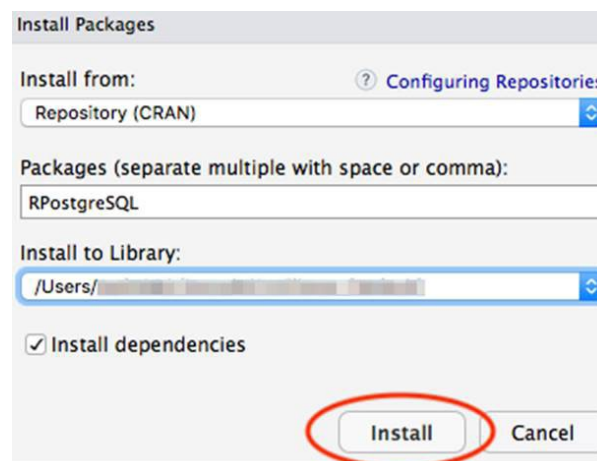 Install Packages
Install from:
? Configuring Repositories
Repository (CRAN)
Packages (separate multiple with space or comma):
RPostgreSQL
Install to Library:
/Users/
Install dependencies
Install
Cancel